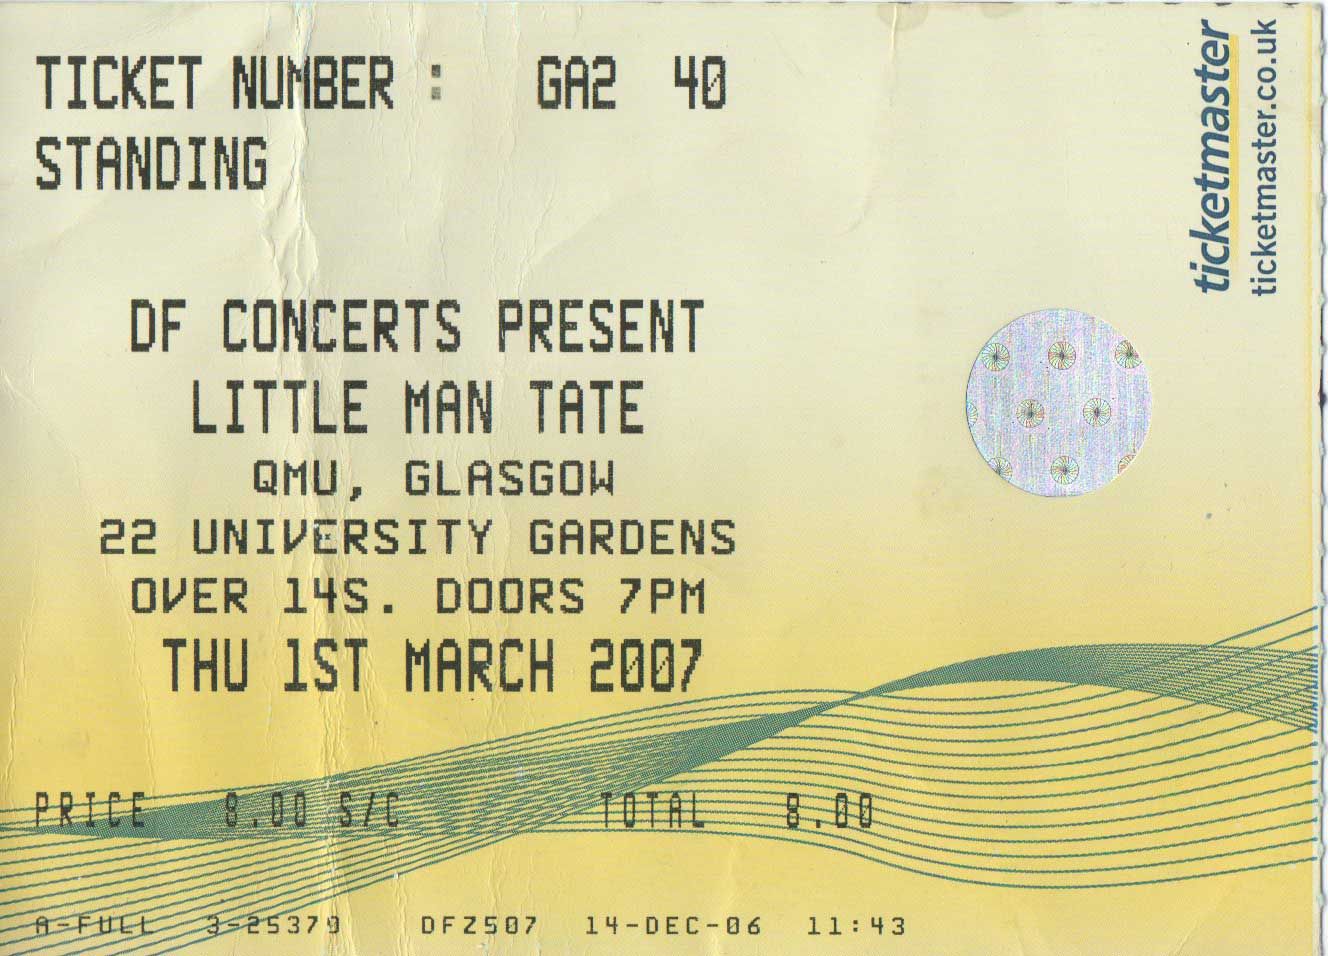 TICKET NUMBER : GA2 40
STANDING
DF CONCERTS PRESENT
LITTLE MAN TATE
QMU, GLASGOW
22 UNIVERSITY GARDENS
OVER 14S. DOORS 7PM
THU 1ST MARCH 2007
PRICE 8.00 S/C TOTAL 8.00
A-FULL 3-25379 DFZ507 14-DEC-06 11:43
ticketmaster
ticketmaster.co.uk